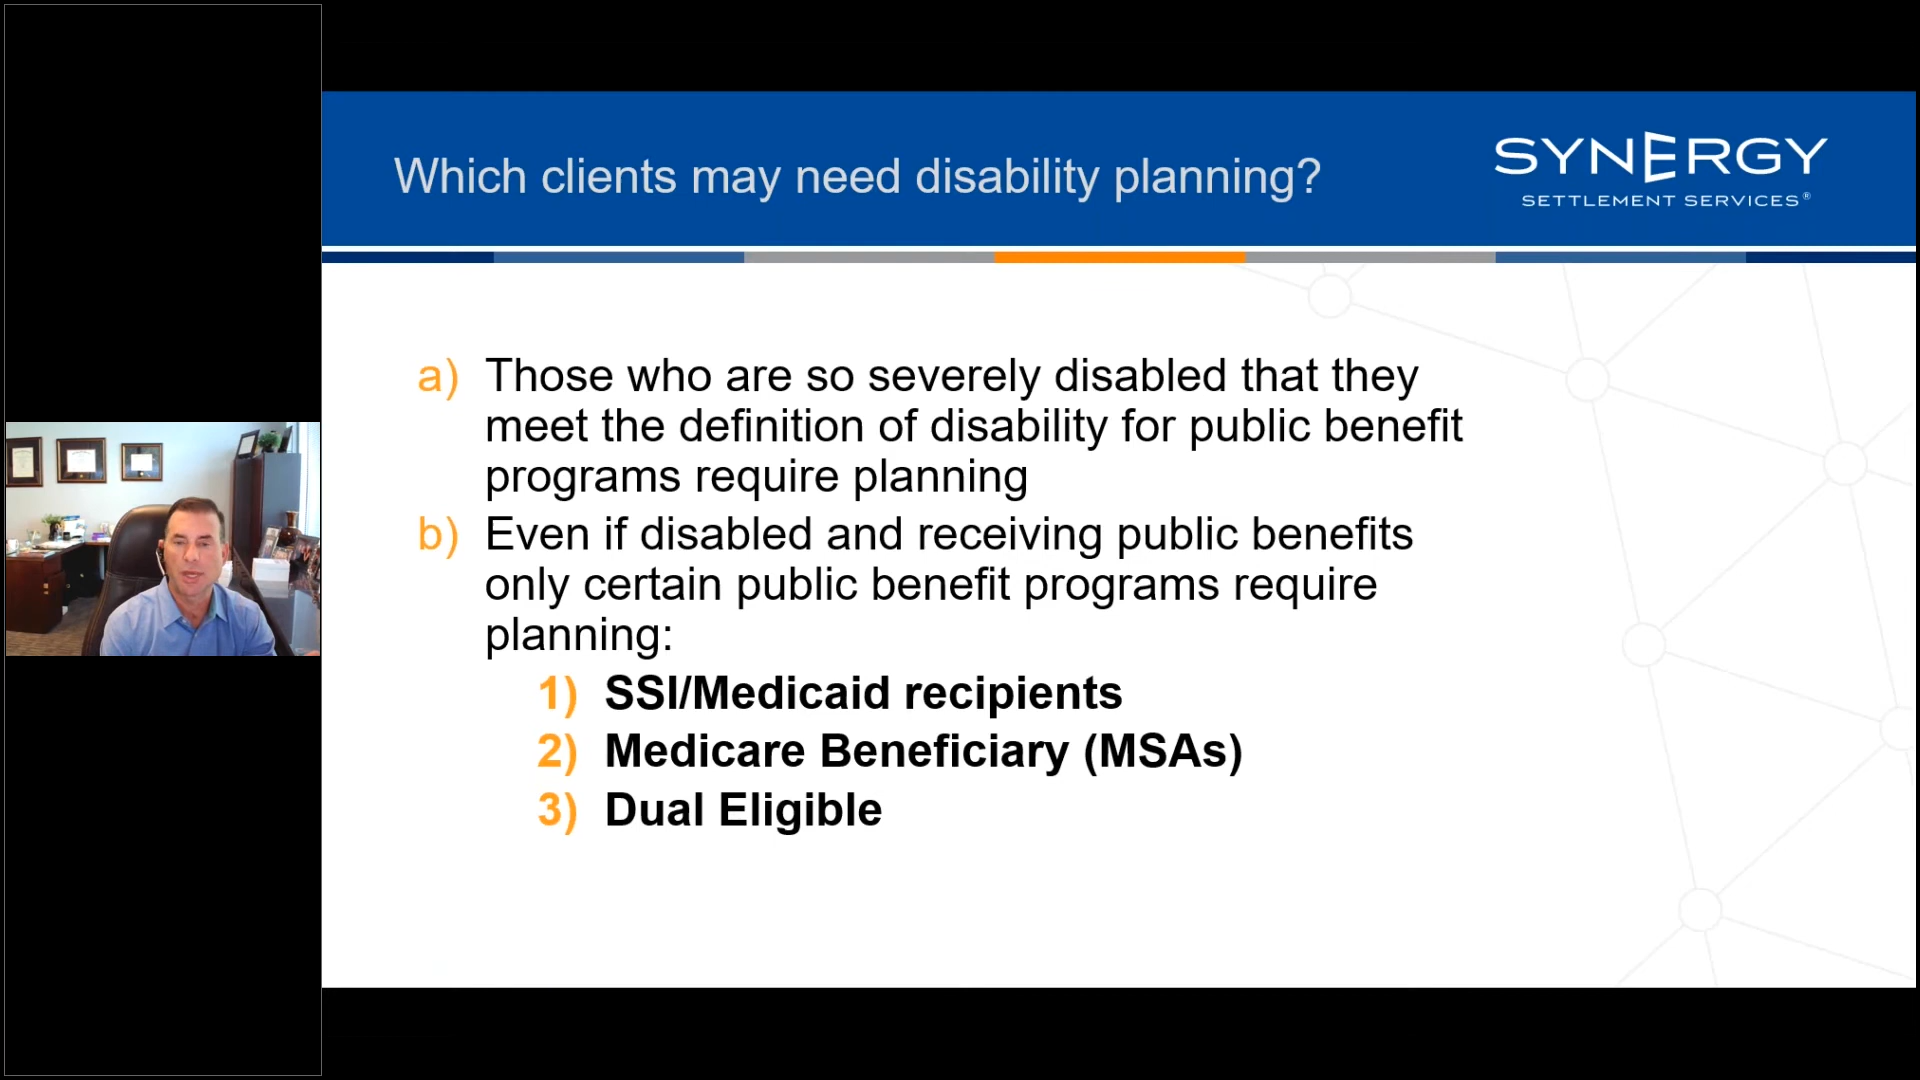 Which clients may need disability planning?
SYNERGY
SETTLEMENT SERVICES®
a) Those who are so severely disabled that they
meet the definition of disability for public benefit
programs require planning
b) Even if disabled and receiving public benefits
only certain public benefit programs require
planning:
1) SSI/Medicaid recipients
2) Medicare Beneficiary (MSAs)
3) Dual Eligible